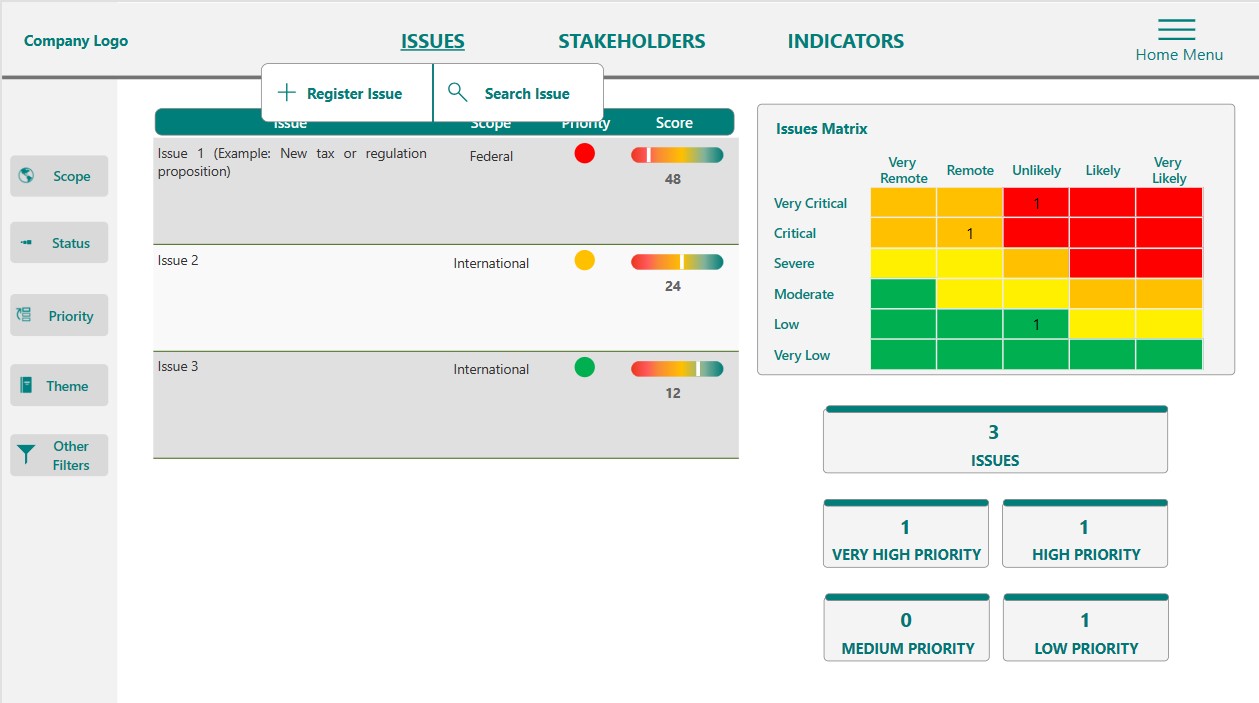 Company Logo
ISSUES
STAKEHOLDERS
INDICATORS
Home Menu
Register Issue
Search Issue
Issue
Scope
Priority
Score
Scope
Status
Priority
Theme
Other
Filters
Issue 1 (Example: New tax or regulation
proposition)
Federal
48
Issue 2
International
24
Issue 3
International
12
Issues Matrix
Very
Remote
Remote
Unlikely
Likely
Very
Likely
Very Critical
1
Critical
1
Severe
Moderate
Low
1
Very Low
3
ISSUES
1
VERY HIGH PRIORITY
1
HIGH PRIORITY
0
MEDIUM PRIORITY
1
LOW PRIORITY